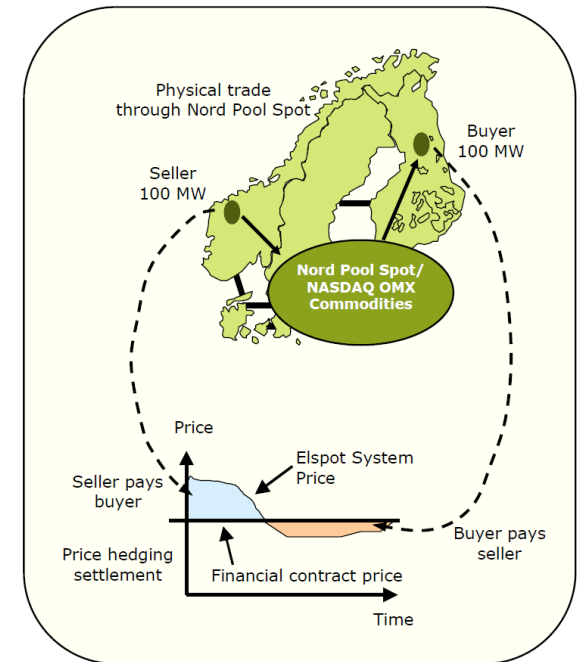 Physical trade
through Nord Pool Spot
Buyer
100 MW
Seller
100 MW
Nord Pool Spot/
NASDAQ OMX
Commodities
Price
Elspot System
Price
Seller pays
buyer
Buyer pays
seller
Price hedging
settlement
Financial contract price
Time